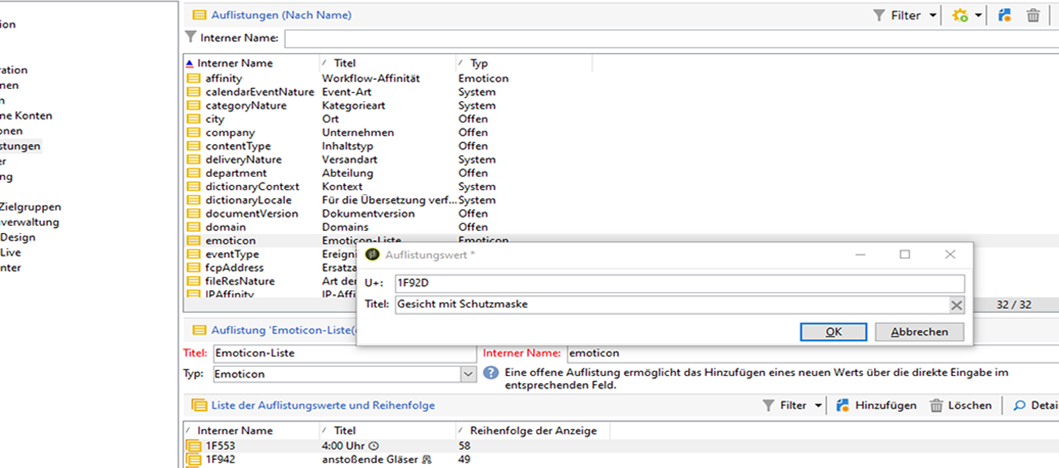 ion
ration
nen
n
ne Konten
onen
stungen
er
ng
Zielgruppen
verwaltung
Design
Live
nter
Auflistungen (Nach Name)
Filter
Interner Name:
Interner Name Titel Typ
affinity Workflow-Affinität Emoticon
calendarEventNature Event-Art System
categoryNature Kategorieart System
city Ort Offen
company Unternehmen Offen
contentType Inhaltstyp Offen
deliveryNature Versandart System
department Abteilung Offen
dictionaryContext Kontext System
dictionaryLocale Für die Übersetzung verf... System
documentVersion Dokumentversion Offen
domain Domains Offen
emoticon Emoticon-Liste Emoticon
eventType Ereigni
fcpAddress Ersatza
fileResNature Art der
IPAffinity IP-Affi
32 / 32
Auflistungswert *
U+: 1F92D
Titel: Gesicht mit Schutzmaske
OK Abbrechen
Auflistung 'Emoticon-Liste(
Titel: Emoticon-Liste Interner Name: emoticon
Typ: Emoticon
Eine offene Auflistung ermöglicht das Hinzufügen eines neuen Werts über die direkte Eingabe im
entsprechenden Feld.
Liste der Auflistungswerte und Reihenfolge Filter Hinzufügen Löschen Detai
Interner Name Titel Reihenfolge der Anzeige
1F553 4:00 Uhr 58
1F942 anstoßende Gläser 49